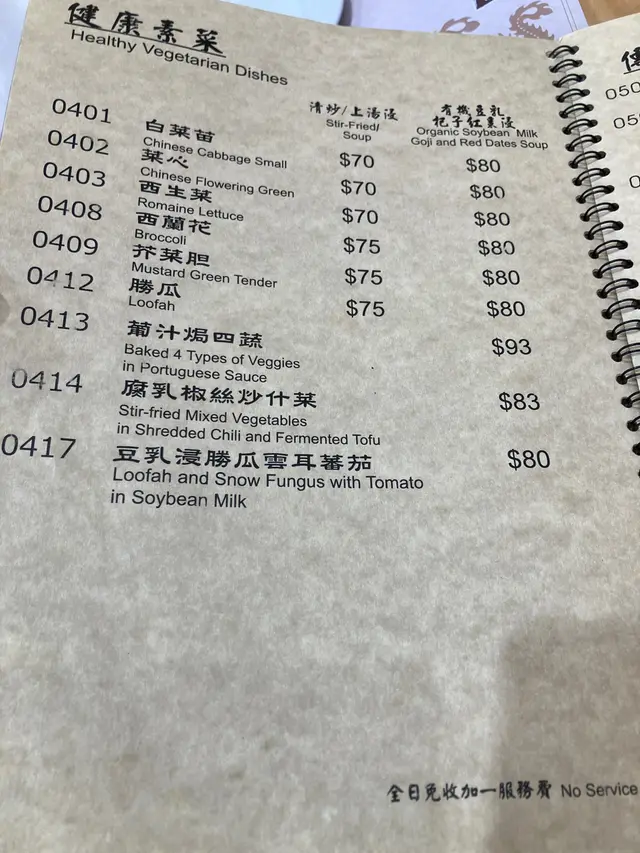 健康素菜
Healthy Vegetarian Dishes
清炒/上湯浸
Stir-Fried/
Soup
有機豆乳
杞子紅棗浸
Organic Soybean Milk
Goji and Red Dates Soup
0401 白菜苗 $70 $80
Chinese Cabbage Small
0402 菜心 $70 $80
Chinese Flowering Green
0403 西生菜 $70 $80
Romaine Lettuce
0408 西蘭花 $75 $80
Broccoli
0409 芥菜胆 $75 $80
Mustard Green Tender
0412 勝瓜 $75 $80
Loofah
0413 葡汁焗四蔬 $93
Baked 4 Types of Veggies
in Portuguese Sauce
0414 腐乳椒絲炒什菜 $83
Stir-fried Mixed Vegetables
in Shredded Chili and Fermented Tofu
0417 豆乳浸勝瓜雲耳蕃茄 $80
Loofah and Snow Fungus with Tomato
in Soybean Milk
全日免收加一服務費 No Service